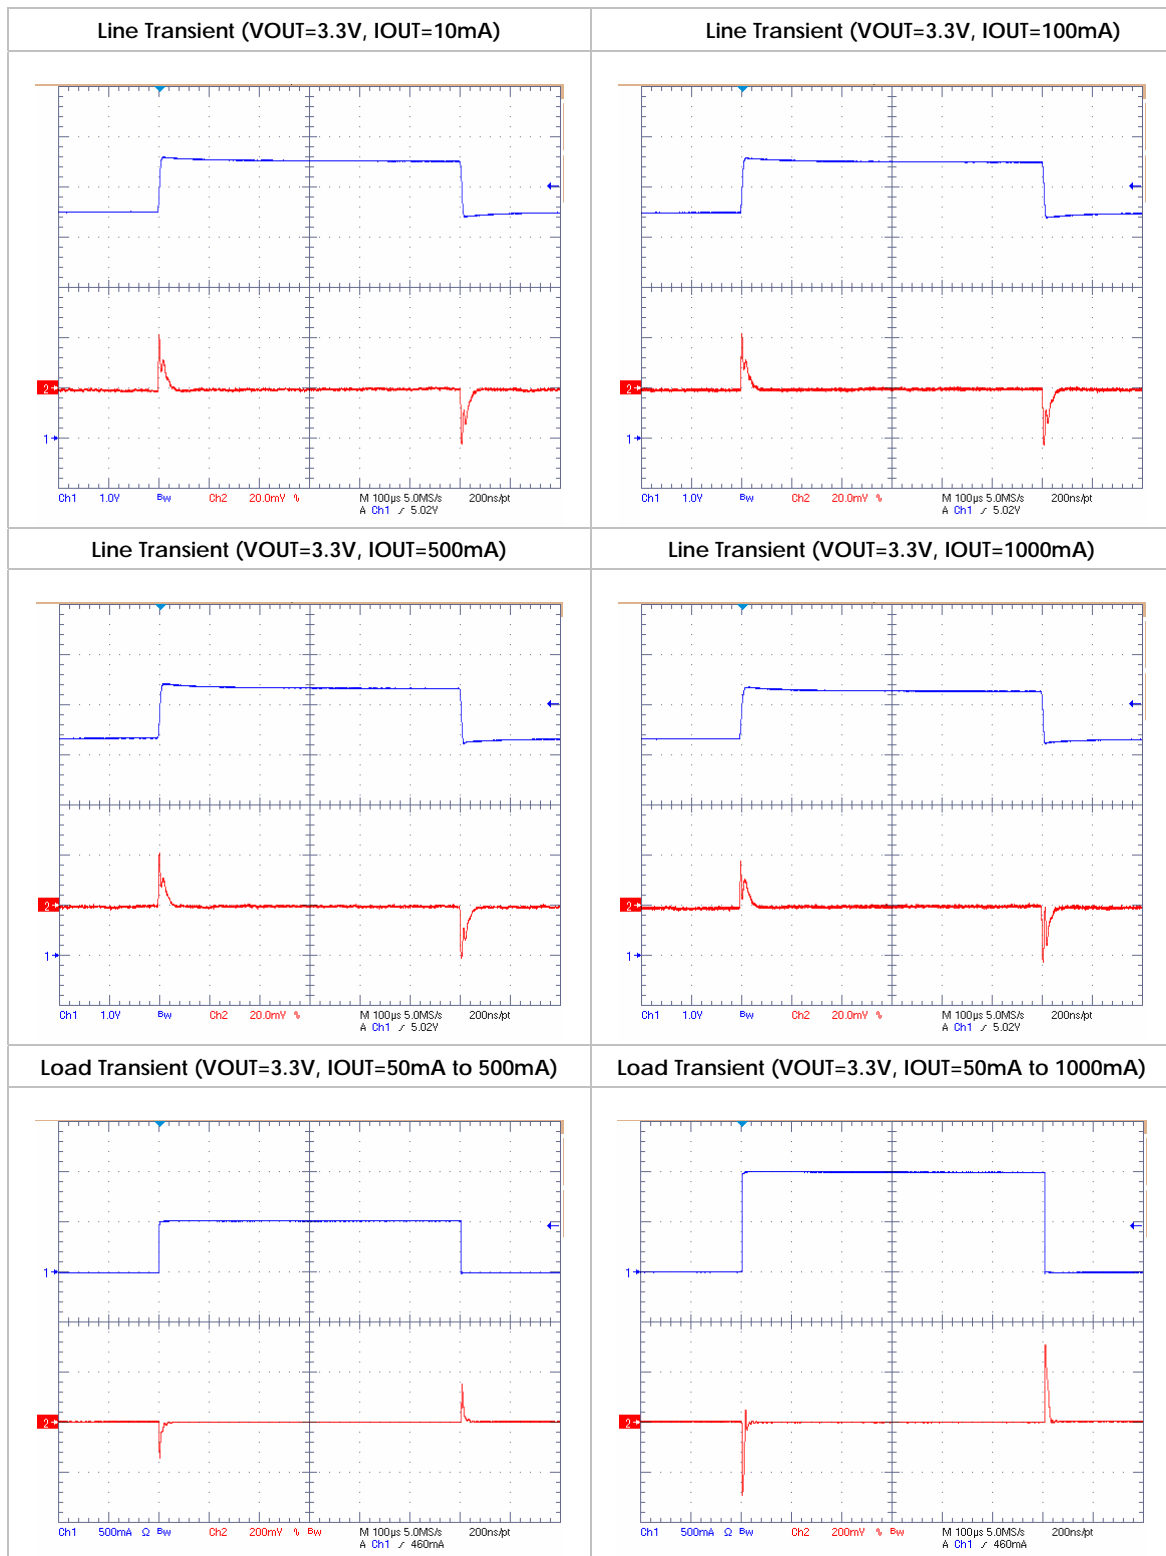 Line Transient (VOUT=3.3V, IOUT=10mA)
Line Transient (VOUT=3.3V, IOUT=100mA)
2
1
Ch1 1.0V BW Ch2 20.0mV % M 100µs 5.0MS/s 200ns/pt
A Ch1 / 5.02V
2
1
Ch1 1.0V BW Ch2 20.0mV % M 100µs 5.0MS/s 200ns/pt
A Ch1 / 5.02V
Line Transient (VOUT=3.3V, IOUT=500mA)
Line Transient (VOUT=3.3V, IOUT=1000mA)
2
1
Ch1 1.0V BW Ch2 20.0mV % M 100µs 5.0MS/s 200ns/pt
A Ch1 / 5.02V
2
1
Ch1 1.0V BW Ch2 20.0mV % M 100µs 5.0MS/s 200ns/pt
A Ch1 / 5.02V
Load Transient (VOUT=3.3V, IOUT=50mA to 500mA)
Load Transient (VOUT=3.3V, IOUT=50mA to 1000mA)
1
2
Ch1 500mA Ω BW Ch2 200mV % BW M 100µs 5.0MS/s 200ns/pt
A Ch1 / 460mA
1
2
Ch1 500mA Ω BW Ch2 200mV % BW M 100µs 5.0MS/s 200ns/pt
A Ch1 / 460mA